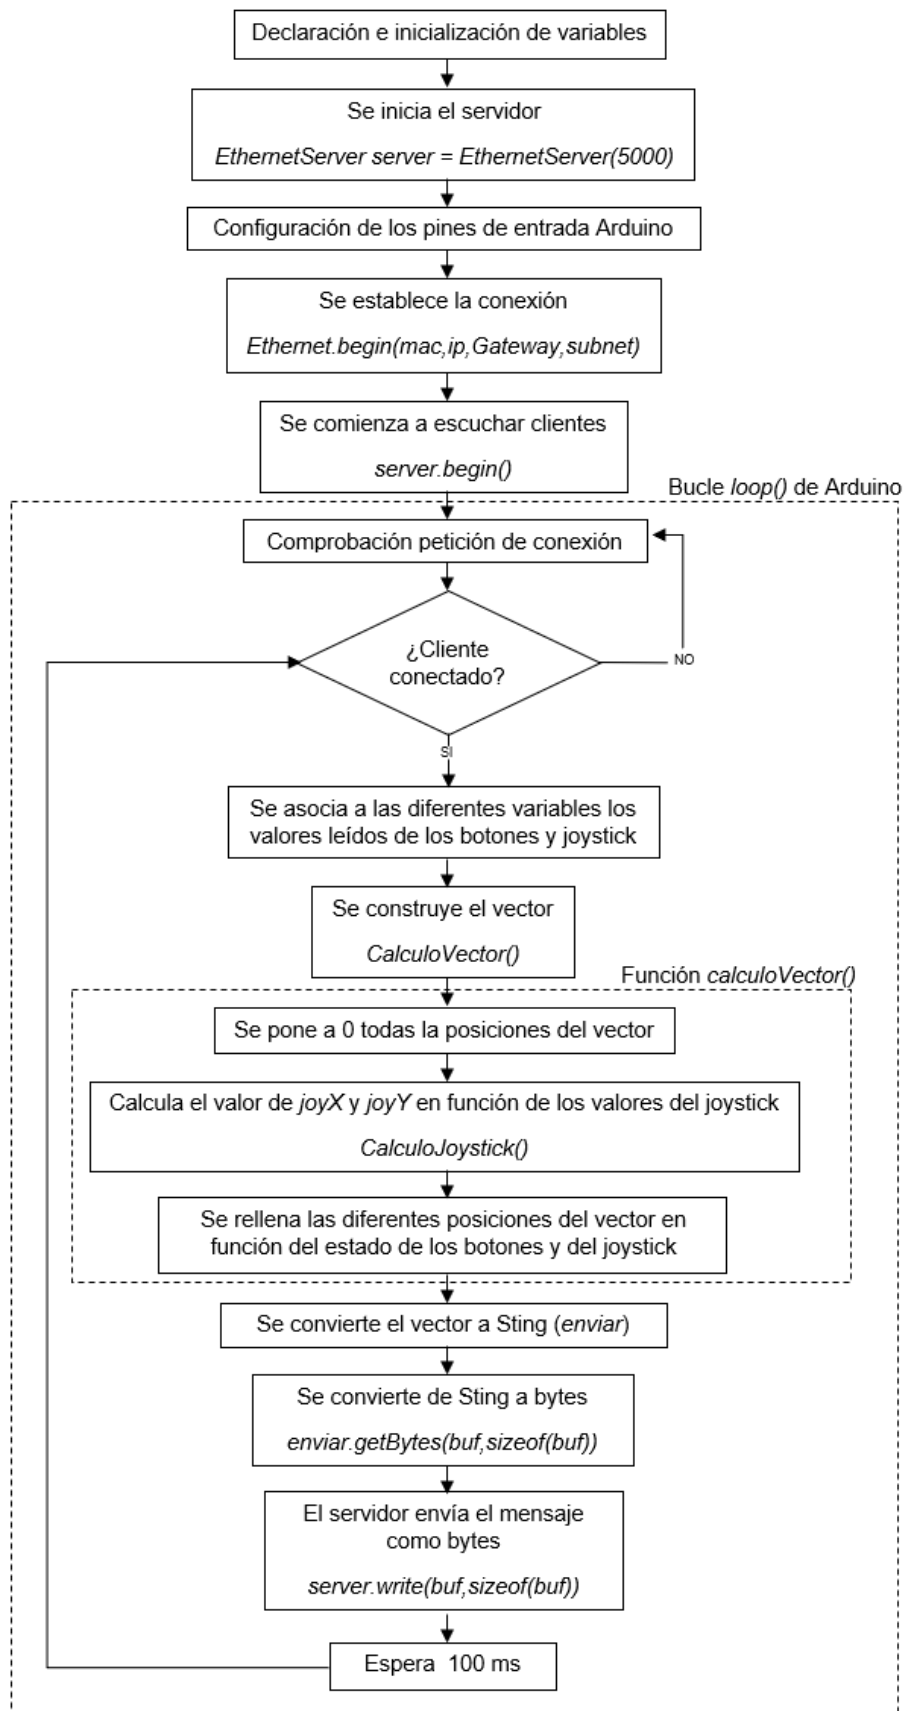 Declaración e inicialización de variables
Se inicia el servidor
EthernetServer server = EthernetServer(5000)
Configuración de los pines de entrada Arduino
Se establece la conexión
Ethernet.begin(mac,ip,Gateway,subnet)
Se comienza a escuchar clientes
server.begin()
Bucle loop() de Arduino
Comprobación petición de conexión
¿Cliente
conectado?
NO
SI
Se asocia a las diferentes variables los
valores leídos de los botones y joystick
Se construye el vector
CalculoVector()
Función calculoVector()
Se pone a 0 todas la posiciones del vector
Calcula el valor de joyX y joyY en función de los valores del joystick
CalculoJoystick()
Se rellena las diferentes posiciones del vector en
función del estado de los botones y del joystick
Se convierte el vector a Sting (enviar)
Se convierte de Sting a bytes
enviar.getBytes(buf,sizeof(buf))
El servidor envía el mensaje
como bytes
server.write(buf,sizeof(buf))
Espera 100 ms